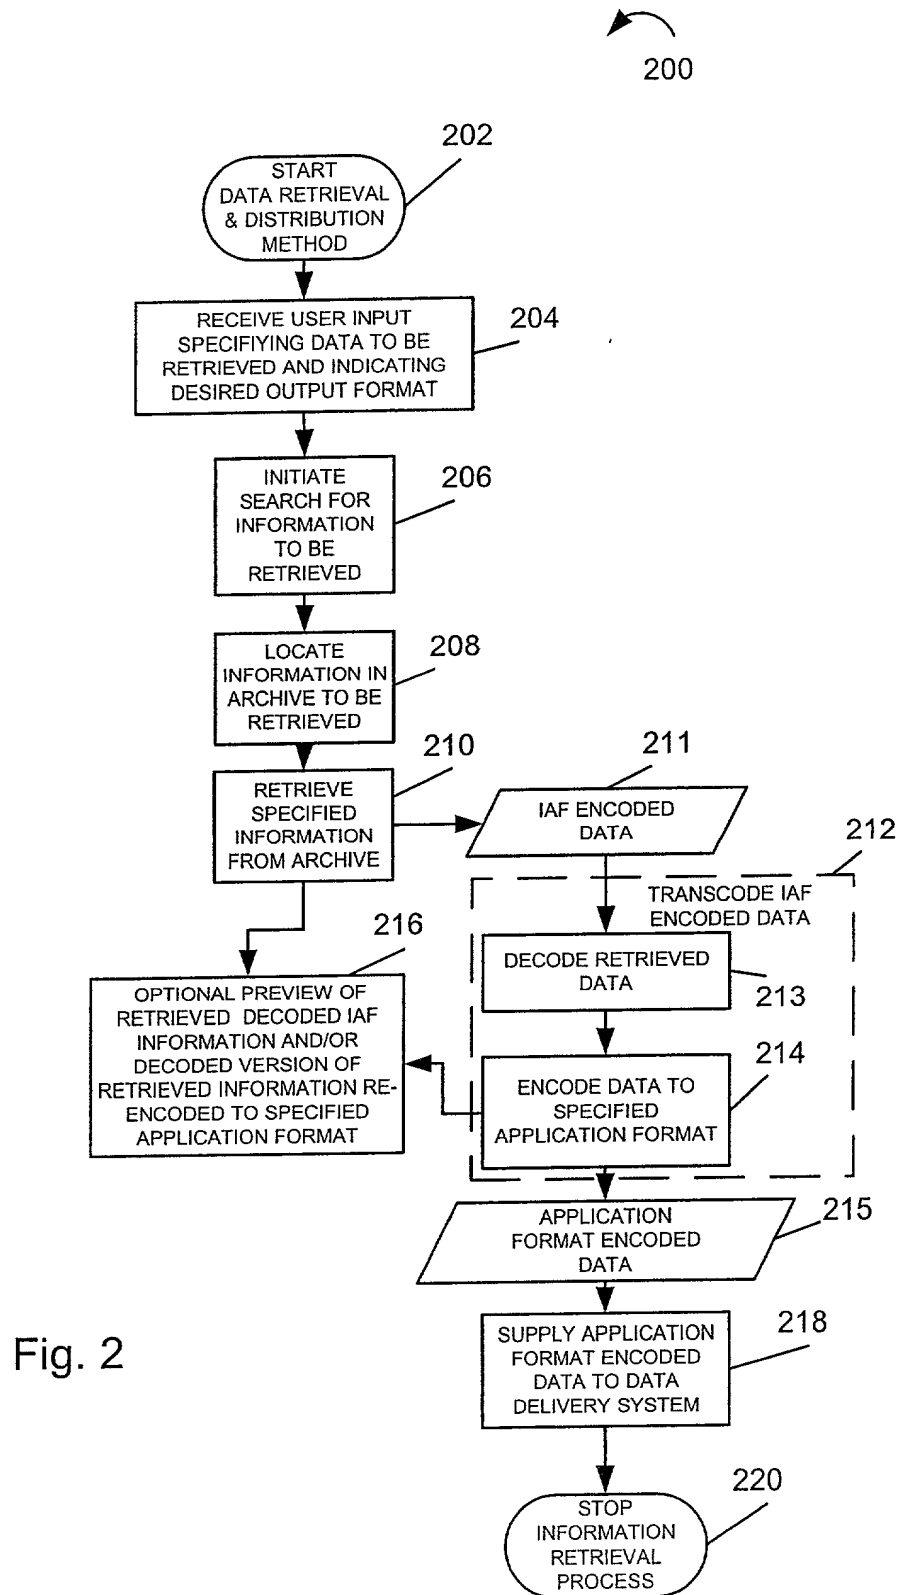 200
202
START
DATA RETRIEVAL
& DISTRIBUTION
METHOD
204
RECEIVE USER INPUT
SPECIFIYING DATA TO BE
RETRIEVED AND INDICATING
DESIRED OUTPUT FORMAT
206
INITIATE
SEARCH FOR
INFORMATION
TO BE
RETRIEVED
208
LOCATE
INFORMATION IN
ARCHIVE TO BE
RETRIEVED
210
RETRIEVE
SPECIFIED
INFORMATION
FROM ARCHIVE
211
IAF ENCODED
DATA
212
TRANSCODE IAF
ENCODED DATA
DECODE RETRIEVED
DATA
213
214
ENCODE DATA TO
SPECIFIED
APPLICATION FORMAT
216
OPTIONAL PREVIEW OF
RETRIEVED DECODED IAF
INFORMATION AND/OR
DECODED VERSION OF
RETRIEVED INFORMATION RE-
ENCODED TO SPECIFIED
APPLICATION FORMAT
215
APPLICATION
FORMAT ENCODED
DATA
218
SUPPLY APPLICATION
FORMAT ENCODED
DATA TO DATA
DELIVERY SYSTEM
Fig. 2
220
STOP
INFORMATION
RETRIEVAL
PROCESS